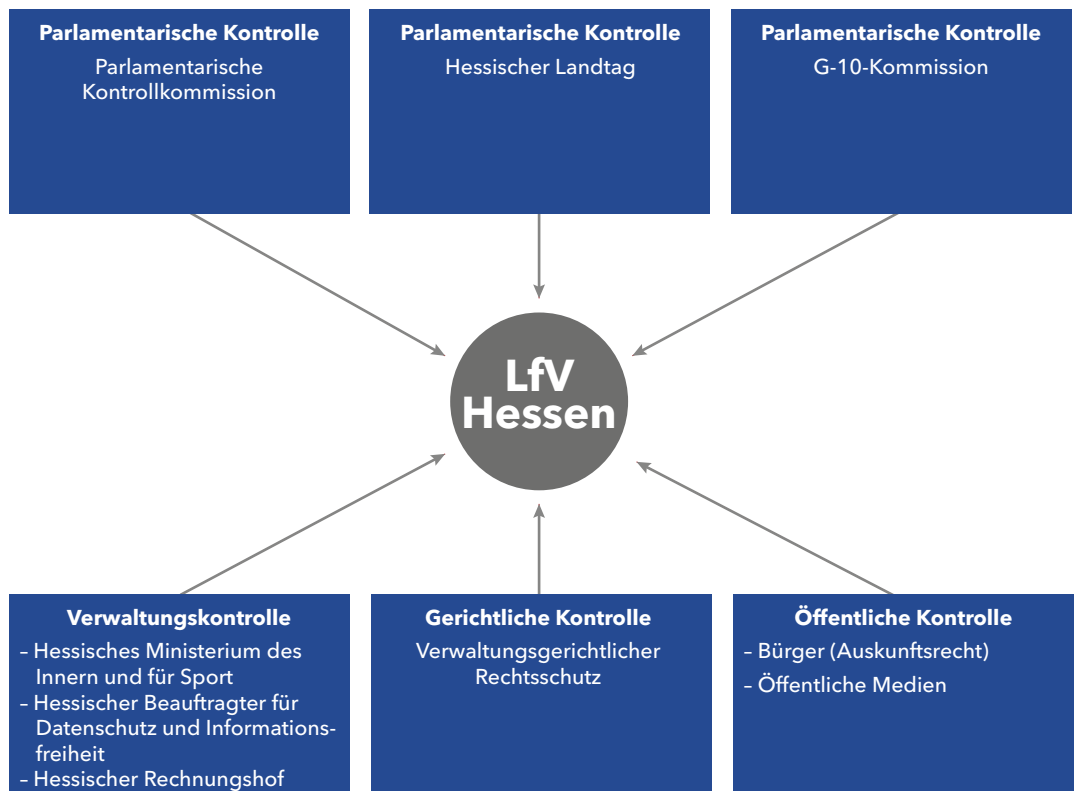 Parlamentarische Kontrolle
Parlamentarische
Kontrollkommission
Parlamentarische Kontrolle
Hessischer Landtag
Parlamentarische Kontrolle
G-10-Kommission
LfV
Hessen
Verwaltungskontrolle
– Hessisches Ministerium des
Innern und für Sport
– Hessischer Beauftragter für
Datenschutz und Informations-
freiheit
– Hessischer Rechnungshof
Gerichtliche Kontrolle
Verwaltungsgerichtlicher
Rechtsschutz
Öffentliche Kontrolle
– Bürger (Auskunftsrecht)
– Öffentliche Medien